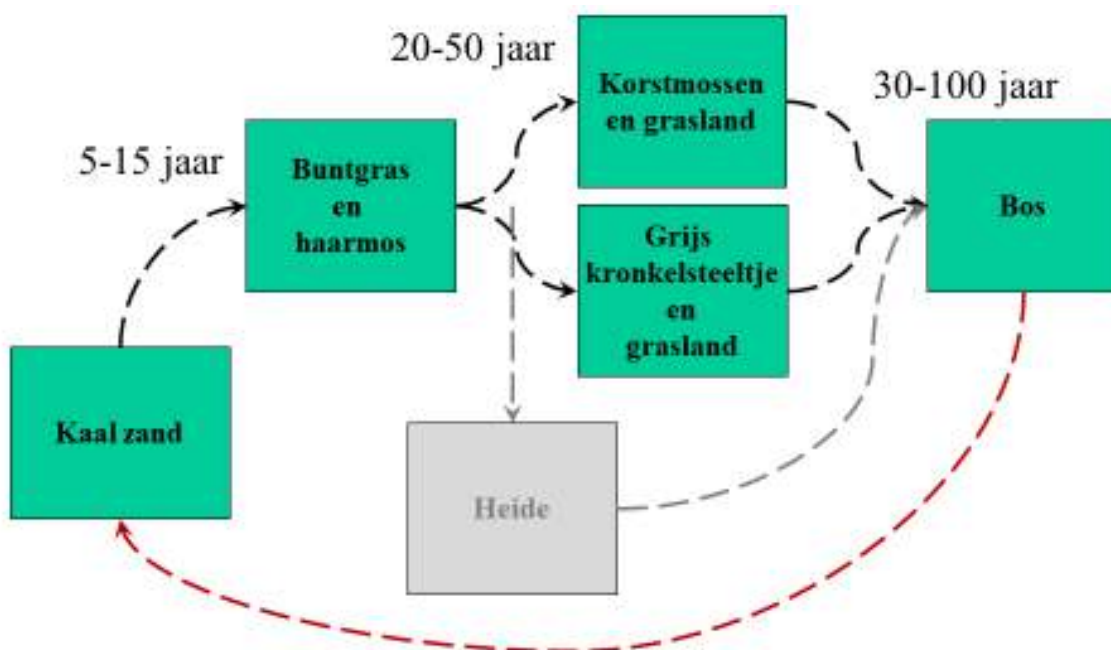 20-50 jaar
Korstmossen
en grasland
30-100 jaar
5-15 jaar
Buntgras
en
haarmos
Bos
Grijs
kronkelsteeltje
en
grasland
Kaal zand
Heide